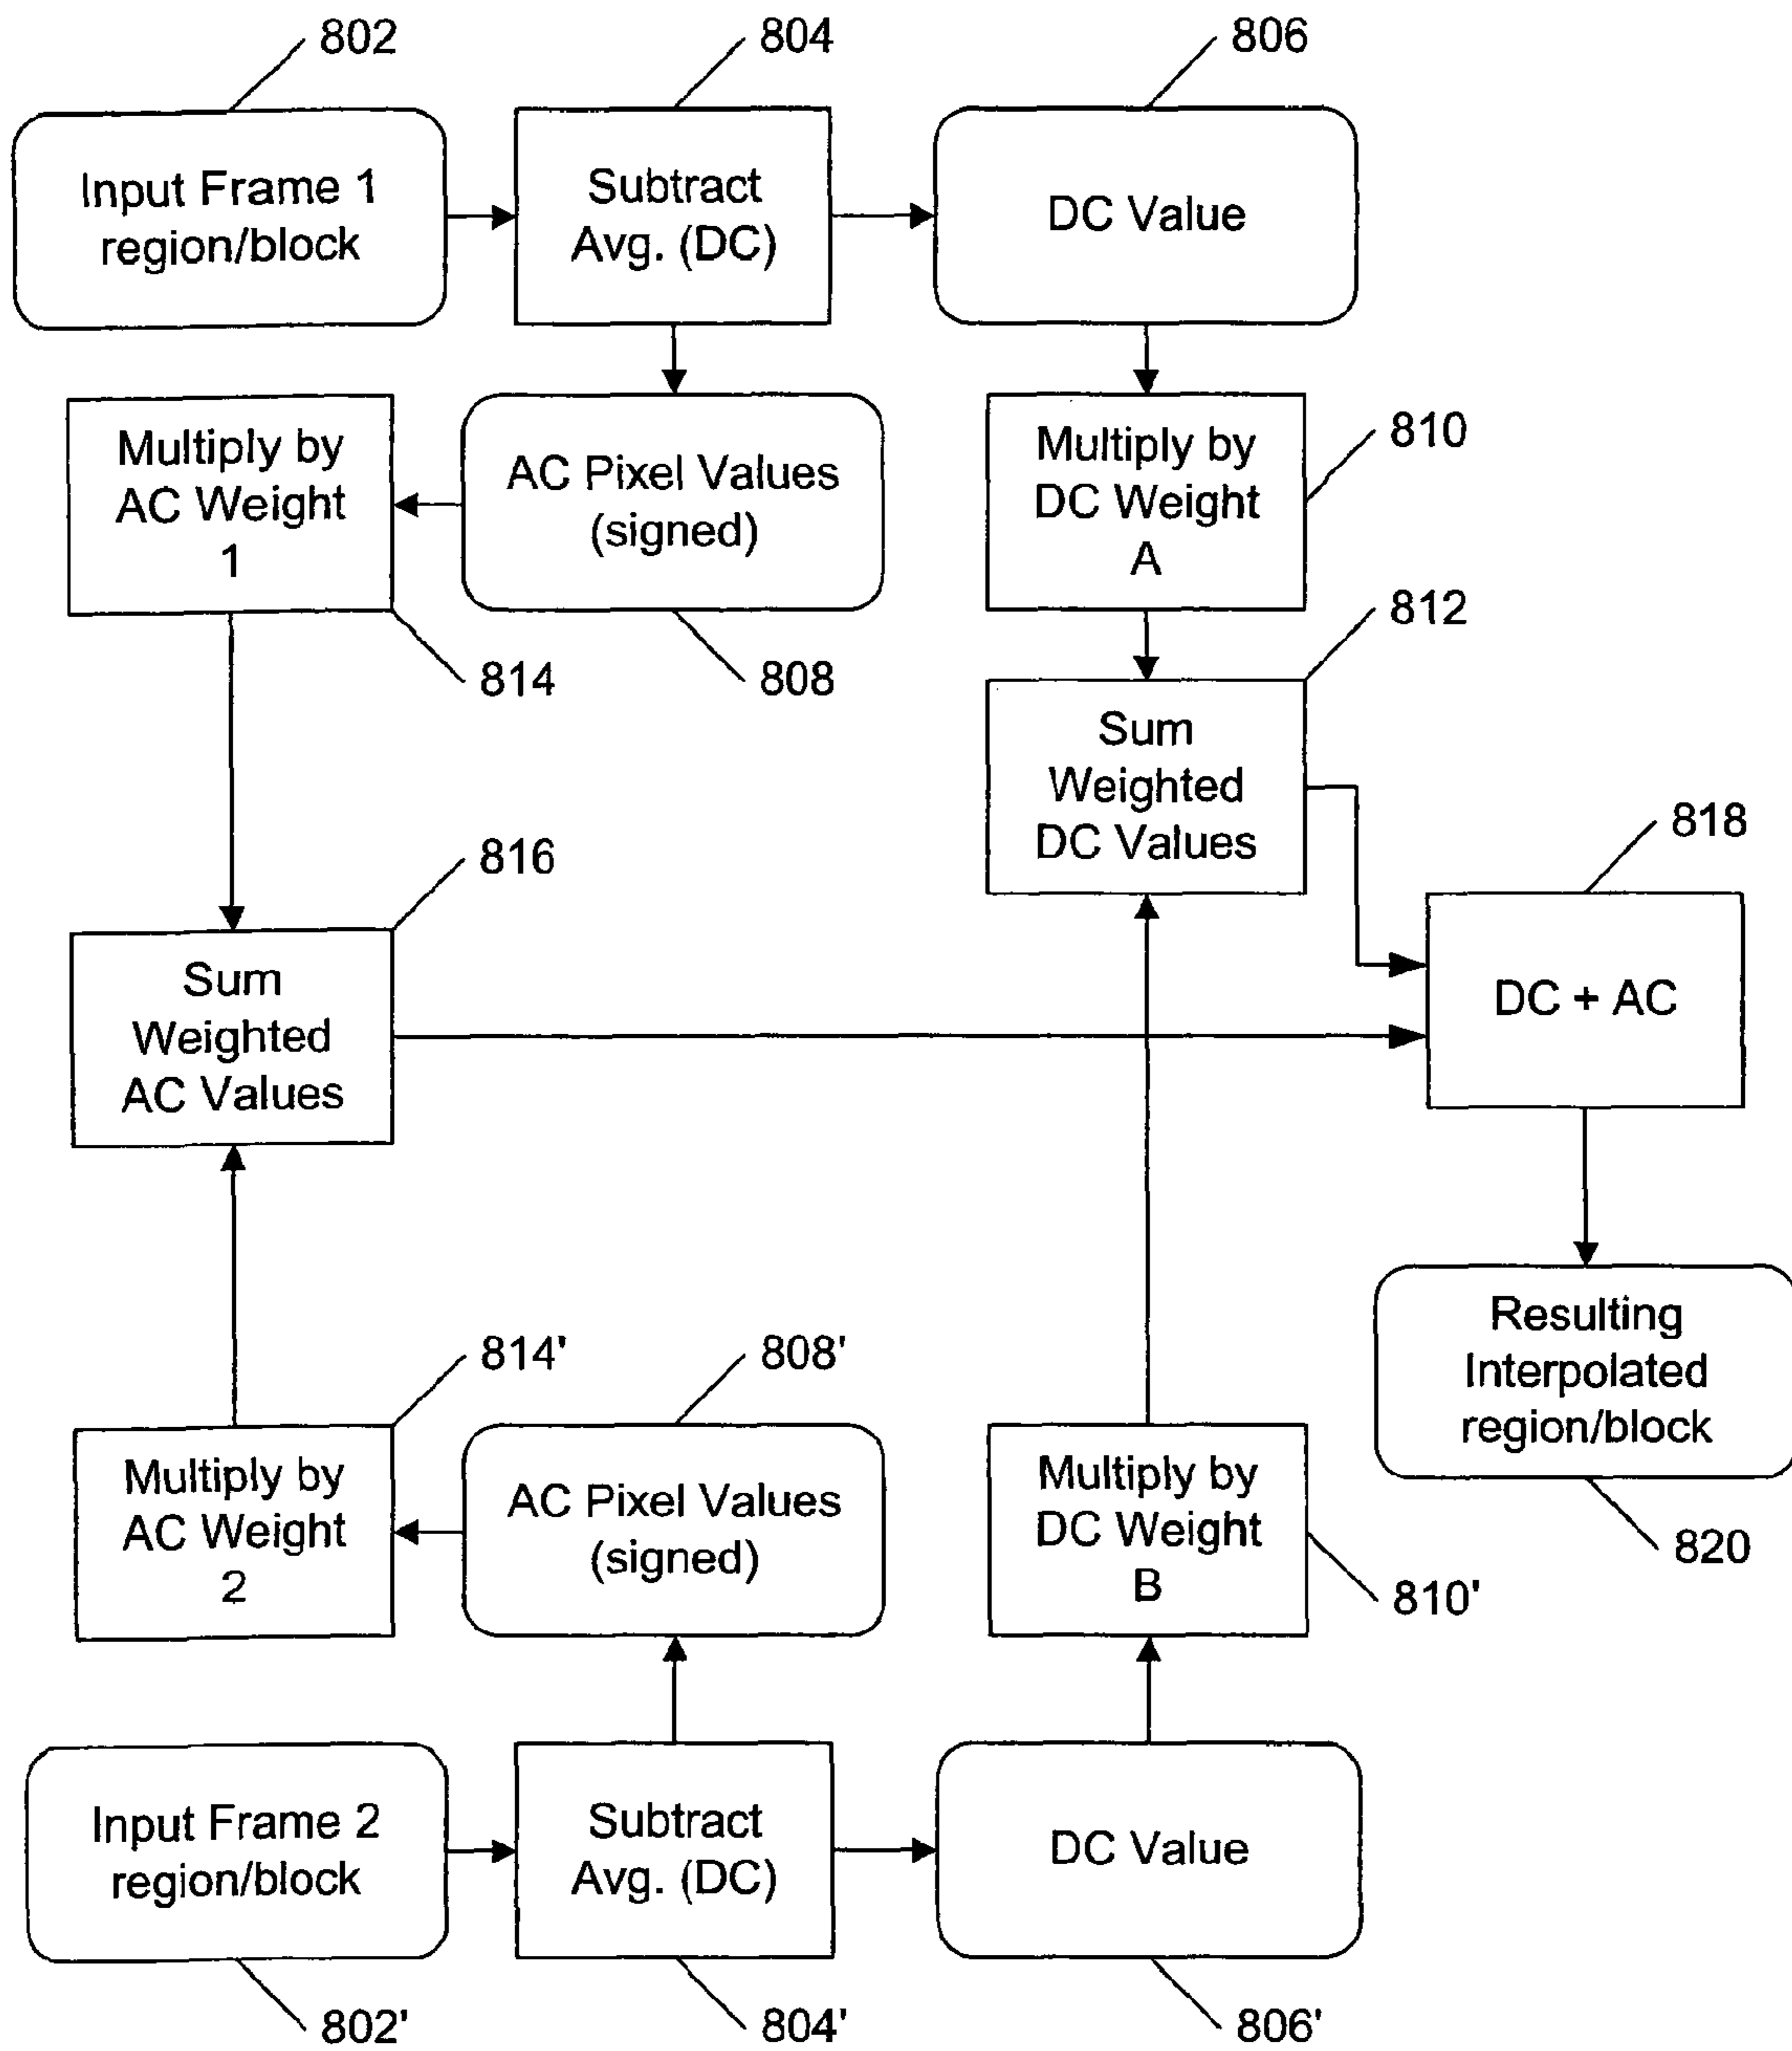 802
804
806
Input Frame 1
region/block
Subtract
Avg. (DC)
DC Value
Multiply by
AC Weight
1
AC Pixel Values
(signed)
Multiply by
DC Weight
A
810
812
814
808
Sum
Weighted
DC Values
818
816
Sum
Weighted
AC Values
DC + AC
814'
808'
Resulting
Interpolated
region/block
Multiply by
AC Weight
2
AC Pixel Values
(signed)
Multiply by
DC Weight
B
820
810'
Input Frame 2
region/block
Subtract
Avg. (DC)
DC Value
802'
804'
806'